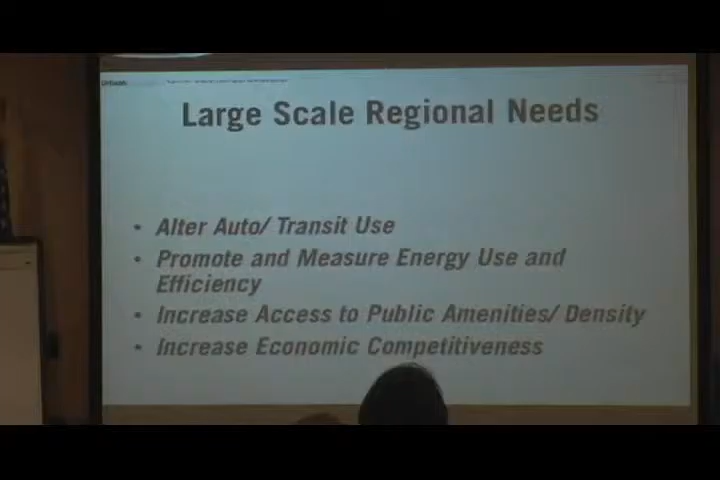 Large Scale Regional Needs
• Alter Auto/ Transit Use
• Promote and Measure Energy Use and
Efficiency
• Increase Access to Public Amenities/ Density
• Increase Economic Competitiveness